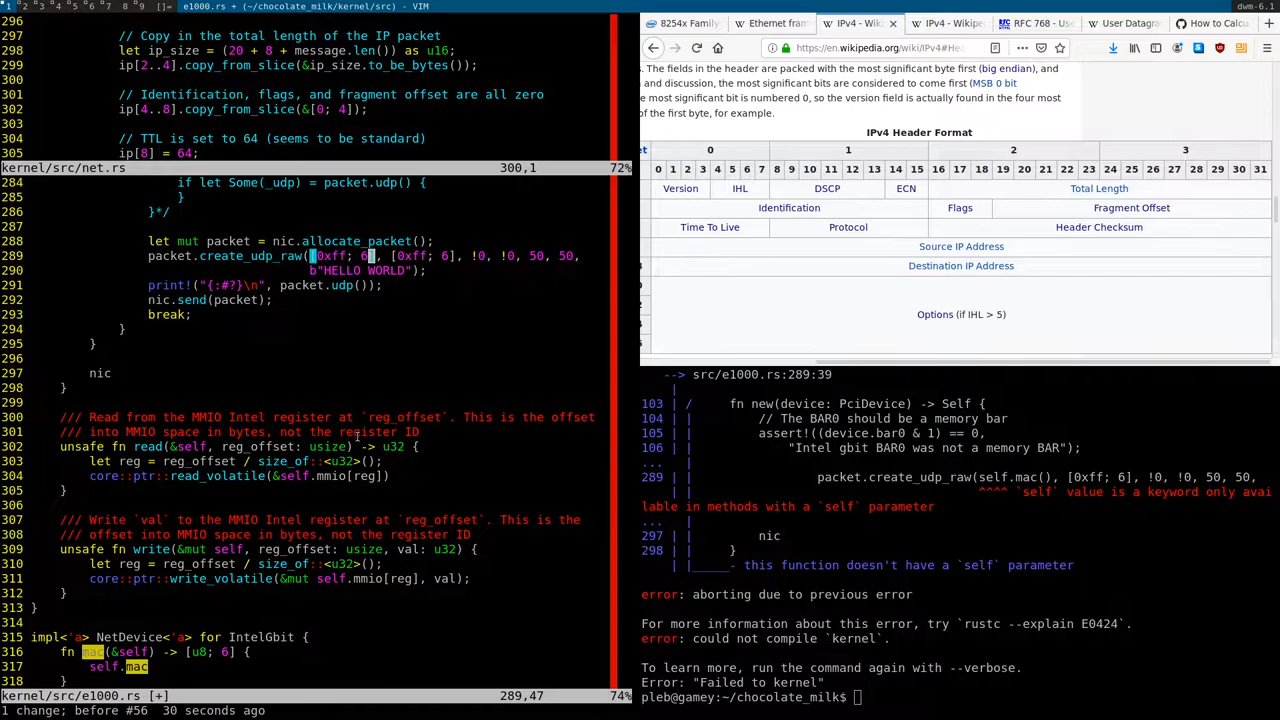 1 2 3 4 5 6 7 8 9 []= e1000.rs + (~/chocolate_milk/kernel/src) - VIM
dwm-6.1
296
297 // Copy in the total length of the IP packet
298 let ip_size = (20 + 8 + message.len()) as u16;
299 ip[2..4].copy_from_slice(&ip_size.to_be_bytes());
300
301 // Identification, flags, and fragment offset are all zero
302 ip[4..8].copy_from_slice(&[0; 4]);
303
304 // TTL is set to 64 (seems to be standard)
305 ip[8] = 64;
kernel/src/net.rs 300,1 72%
284 if let Some(_udp) = packet.udp() {
285 }
286 }*/
287
288 let mut packet = nic.allocate_packet();
289 packet.create_udp_raw([0xff; 6], [0xff; 6], !0, !0, 50, 50,
290 b"HELLO WORLD");
291 print!("{:#?}\n", packet.udp());
292 nic.send(packet);
293 break;
294 }
295 }
296
297 nic
298 }
299
300 /// Read from the MMIO Intel register at `reg_offset`. This is the offset
301 /// into MMIO space in bytes, not the register ID
302 unsafe fn read(&self, reg_offset: usize) -> u32 {
303 let reg = reg_offset / size_of::<u32>();
304 core::ptr::read_volatile(&self.mmio[reg])
305 }
306
307 /// Write `val` to the MMIO Intel register at `reg_offset`. This is the
308 /// offset into MMIO space in bytes, not the register ID
309 unsafe fn write(&mut self, reg_offset: usize, val: u32) {
310 let reg = reg_offset / size_of::<u32>();
311 core::ptr::write_volatile(&mut self.mmio[reg], val);
312 }
313 }
314
315 impl<'a> NetDevice<'a> for IntelGbit {
316 fn mac(&self) -> [u8; 6] {
317 self.mac
318 }
kernel/src/e1000.rs [+] 289,47 74%
1 change; before #56 30 seconds ago
8254x Family Ethernet fram IPv4 - Wiki IPv4 - Wikipe RFC 768 - Use User Datagra How to Calcu
https://en.wikipedia.org/wiki/IPv4#Hea
s. The fields in the header are packed with the most significant byte first (big endian), and
n and discussion, the most significant bits are considered to come first (MSB 0 bit
e most significant bit is numbered 0, so the version field is actually found in the four most
of the first byte, for example.
IPv4 Header Format
et 0 1 2 3
0 1 2 3 4 5 6 7 8 9 10 11 12 13 14 15 16 17 18 19 20 21 22 23 24 25 26 27 28 29 30 31
Version IHL DSCP ECN Total Length
Identification Flags Fragment Offset
Time To Live Protocol Header Checksum
Source IP Address
Destination IP Address
Options (if IHL > 5)
--> src/e1000.rs:289:39
|
103 | / fn new(device: PciDevice) -> Self {
104 | | // The BAR0 should be a memory bar
105 | | assert!((device.bar0 & 1) == 0,
106 | | "Intel gbit BAR0 was not a memory BAR");
... |
289 | | packet.create_udp_raw(self.mac(), [0xff; 6], !0, !0, 50, 50,
| | ^^^^ `self` value is a keyword only avai
lable in methods with a `self` parameter
... |
297 | | nic
298 | | }
| |_____- this function doesn't have a `self` parameter
error: aborting due to previous error
For more information about this error, try `rustc --explain E0424`.
error: could not compile `kernel`.
To learn more, run the command again with --verbose.
Error: "Failed to kernel"
pleb@gamey:~/chocolate_milk$